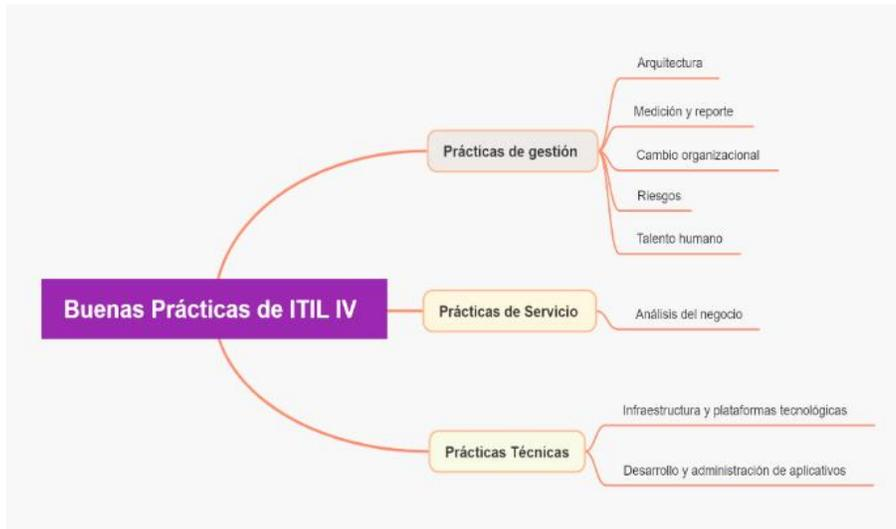 Buenas Prácticas de ITIL IV
Prácticas de gestión
Arquitectura
Medición y reporte
Cambio organizacional
Riesgos
Talento humano
Prácticas de Servicio
Análisis del negocio
Prácticas Técnicas
Infraestructura y plataformas tecnológicas
Desarrollo y administración de aplicativos